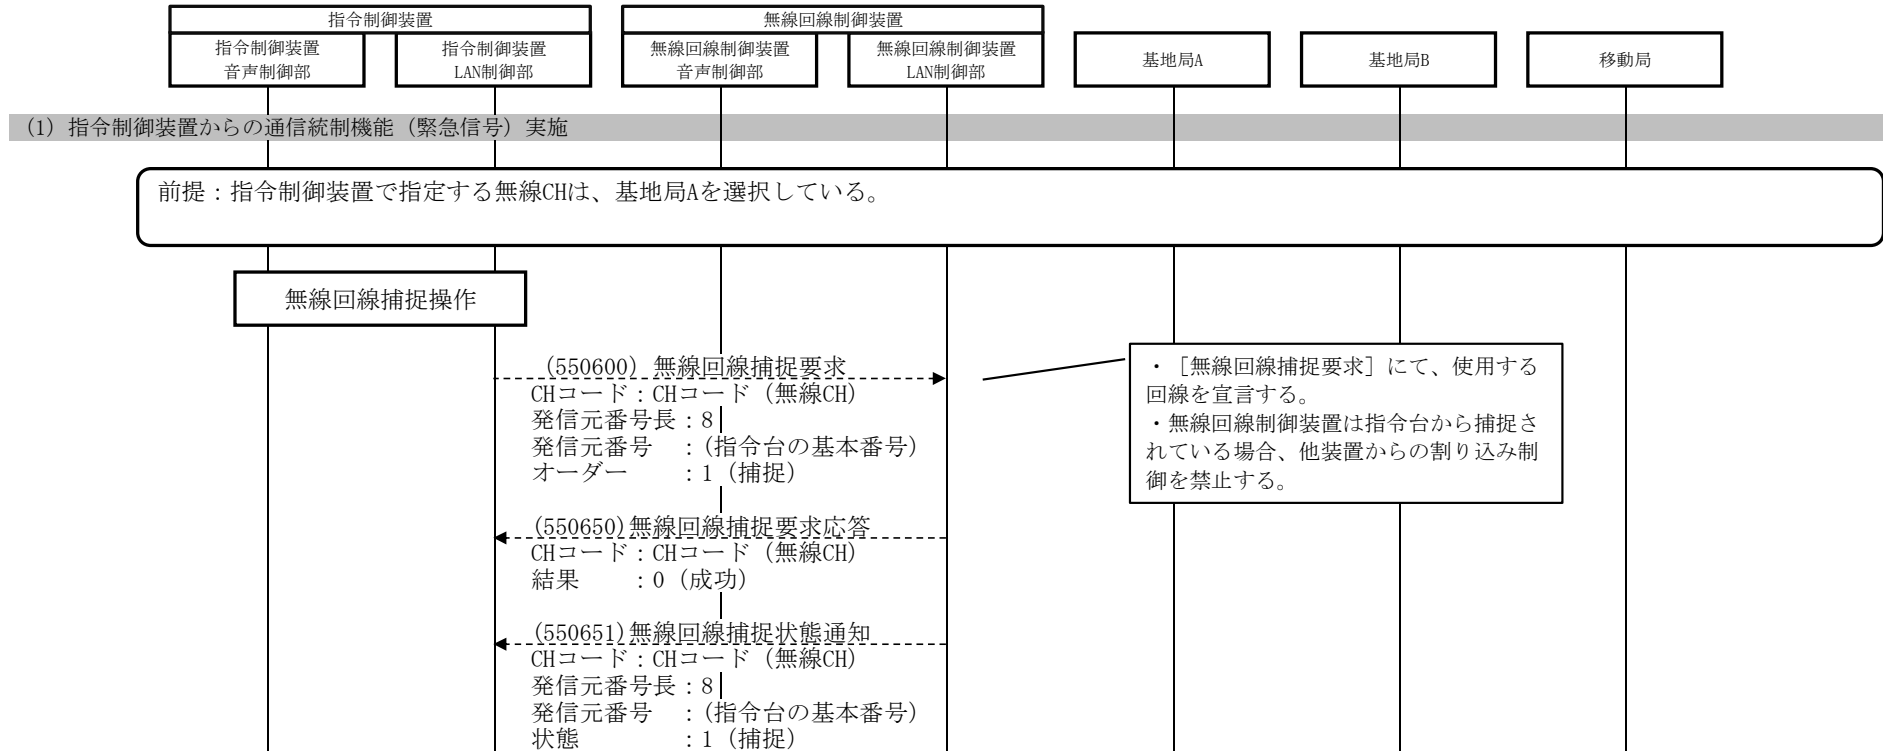 指令制御装置
無線回線制御装置
指令制御装置
音声制御部
指令制御装置
LAN制御部
無線回線制御装置
音声制御部
無線回線制御装置
LAN制御部
基地局A
基地局B
移動局
(1) 指令制御装置からの通信統制機能（緊急信号）実施
前提：指令制御装置で指定する無線CHは、基地局Aを選択している。
無線回線捕捉操作
(550600) 無線回線捕捉要求
CHコード：CHコード（無線CH）
発信元番号長：8
発信元番号　：(指令台の基本番号)
オーダー　　：1（捕捉）
・［無線回線捕捉要求］にて、使用する
回線を宣言する。
・無線回線制御装置は指令台から捕捉さ
れている場合、他装置からの割り込み制
御を禁止する。
(550650)無線回線捕捉要求応答
CHコード：CHコード（無線CH）
結果　　：0（成功）
(550651)無線回線捕捉状態通知
CHコード：CHコード（無線CH）
発信元番号長：8
発信元番号　：(指令台の基本番号)
状態　　　　：1（捕捉）